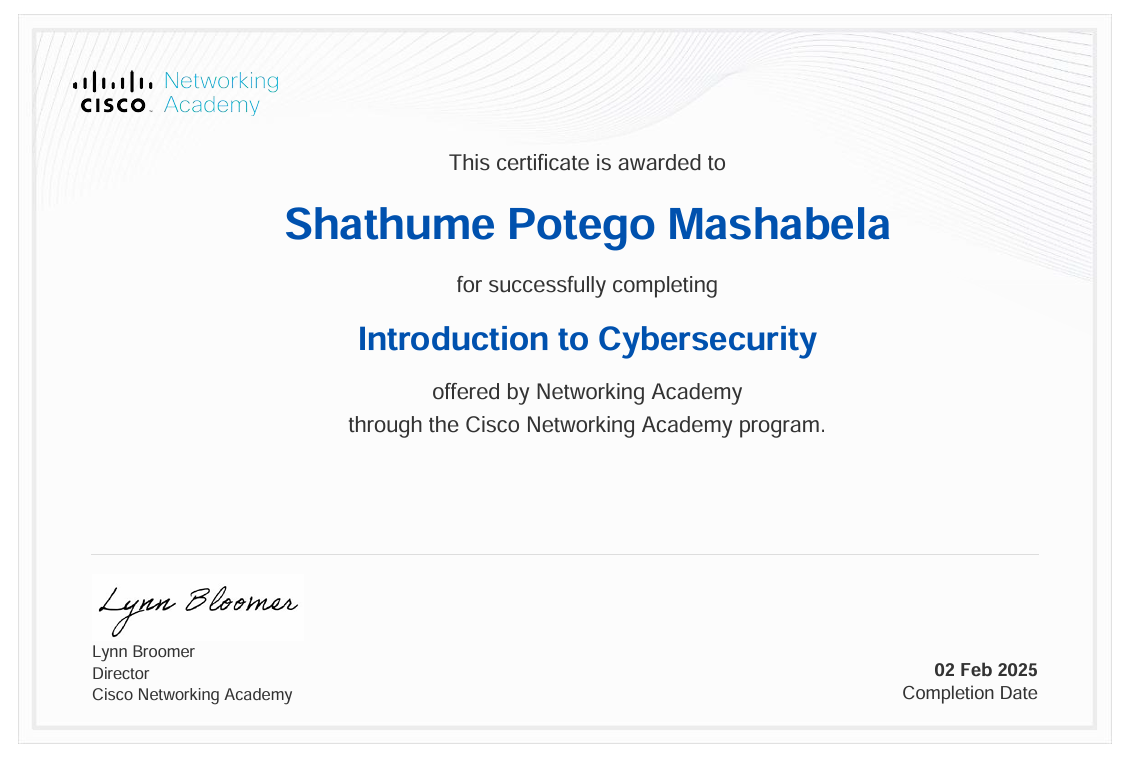 Networking
CISCO Academy
This certificate is awarded to
Shathume Potego Mashabela
for successfully completing
Introduction to Cybersecurity
offered by Networking Academy
through the Cisco Networking Academy program.
Lynn Bloomer
Lynn Broomer
Director
Cisco Networking Academy
02 Feb 2025
Completion Date